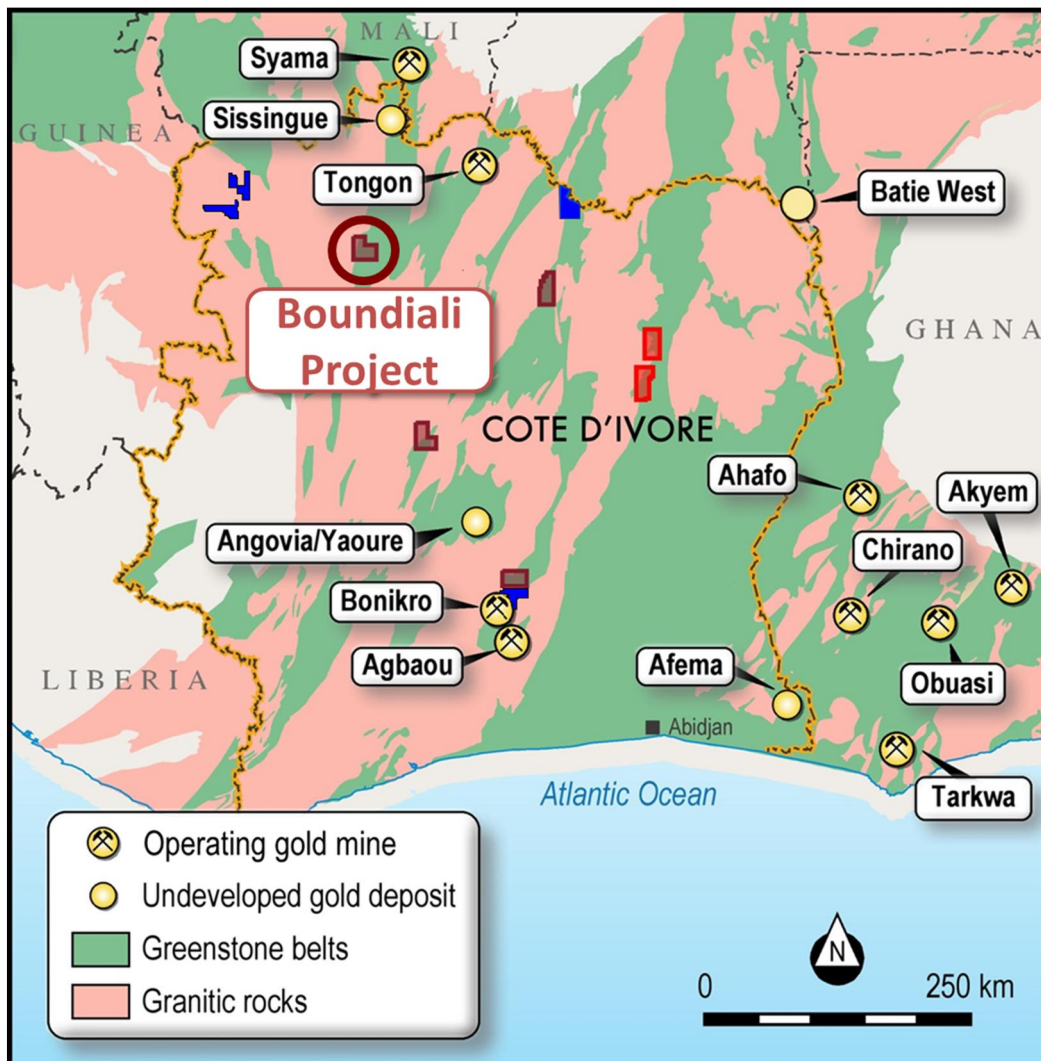 MALI
Syama
Sissingue
GUINEA
Tongon
Batie West
Boundiali
Project
GHANA
COTE D'IVORE
Ahafo
Akyem
Angovia/Yaoure
Chirano
Bonikro
Agbaou
LIBERIA
Afema
Obuasi
Abidjan
Tarkwa
Atlantic Ocean
Operating gold mine
Undeveloped gold deposit
Greenstone belts
Granitic rocks
N
0 250 km